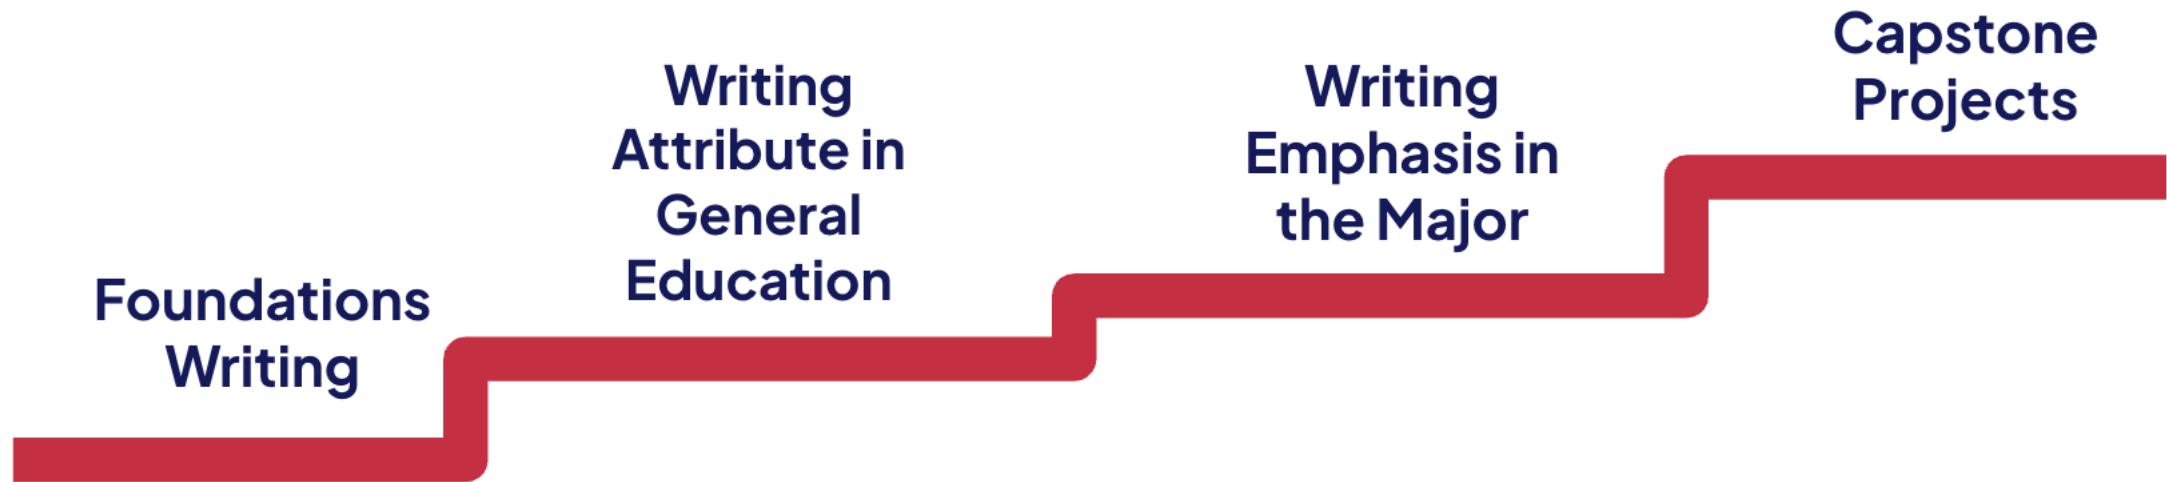 Foundations
Writing
Writing
Attribute in
General
Education
Writing
Emphasis in
the Major
Capstone
Projects